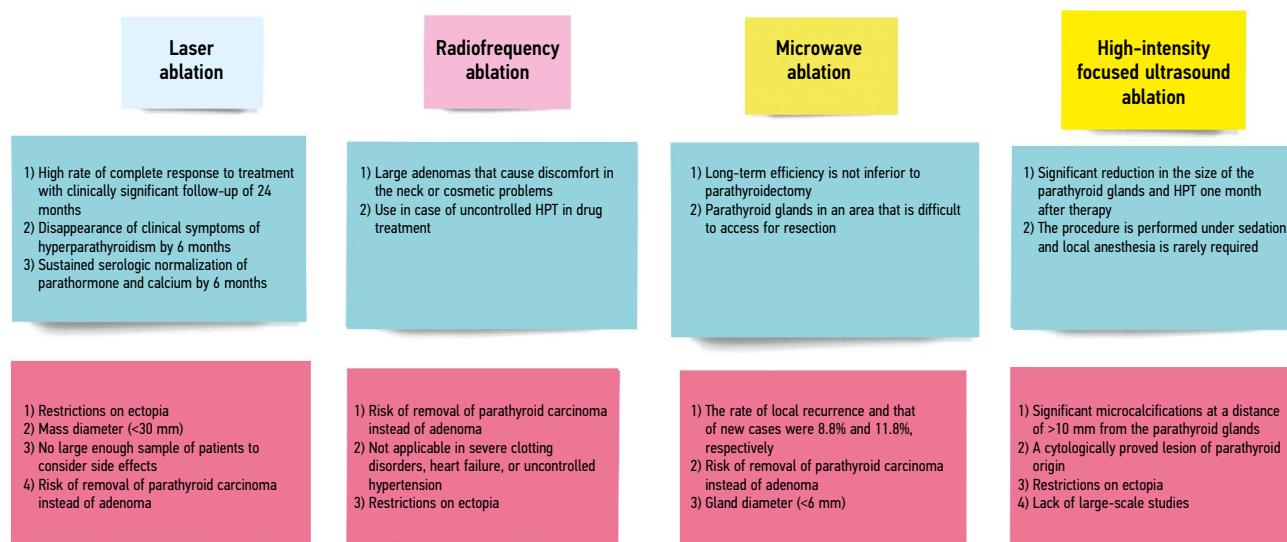 Laser
ablation
Radiofrequency
ablation
Microwave
ablation
High-intensity
focused ultrasound
ablation
1) High rate of complete response to treatment
with clinically significant follow-up of 24
months
2) Disappearance of clinical symptoms of
hyperparathyroidism by 6 months
3) Sustained serologic normalization of
parathormone and calcium by 6 months
1) Large adenomas that cause discomfort in
the neck or cosmetic problems
2) Use in case of uncontrolled HPT in drug
treatment
1) Long-term efficiency is not inferior to
parathyroidectomy
2) Parathyroid glands in an area that is difficult
to access for resection
1) Significant reduction in the size of the
parathyroid glands and HPT one month
after therapy
2) The procedure is performed under sedation,
and local anesthesia is rarely required
1) Restrictions on ectopia
2) Mass diameter (<30 mm)
3) No large enough sample of patients to
consider side effects
4) Risk of removal of parathyroid carcinoma
instead of adenoma
1) Risk of removal of parathyroid carcinoma
instead of adenoma
2) Not applicable in severe clotting
disorders, heart failure, or uncontrolled
hypertension
3) Restrictions on ectopia
1) The rate of local recurrence and that
of new cases were 8.8% and 11.8%,
respectively
2) Risk of removal of parathyroid carcinoma
instead of adenoma
3) Gland diameter (<6 mm)
1) Significant microcalcifications at a distance
of >10 mm from the parathyroid glands
2) A cytologically proved lesion of parathyroid
origin
3) Restrictions on ectopia
4) Lack of large-scale studies